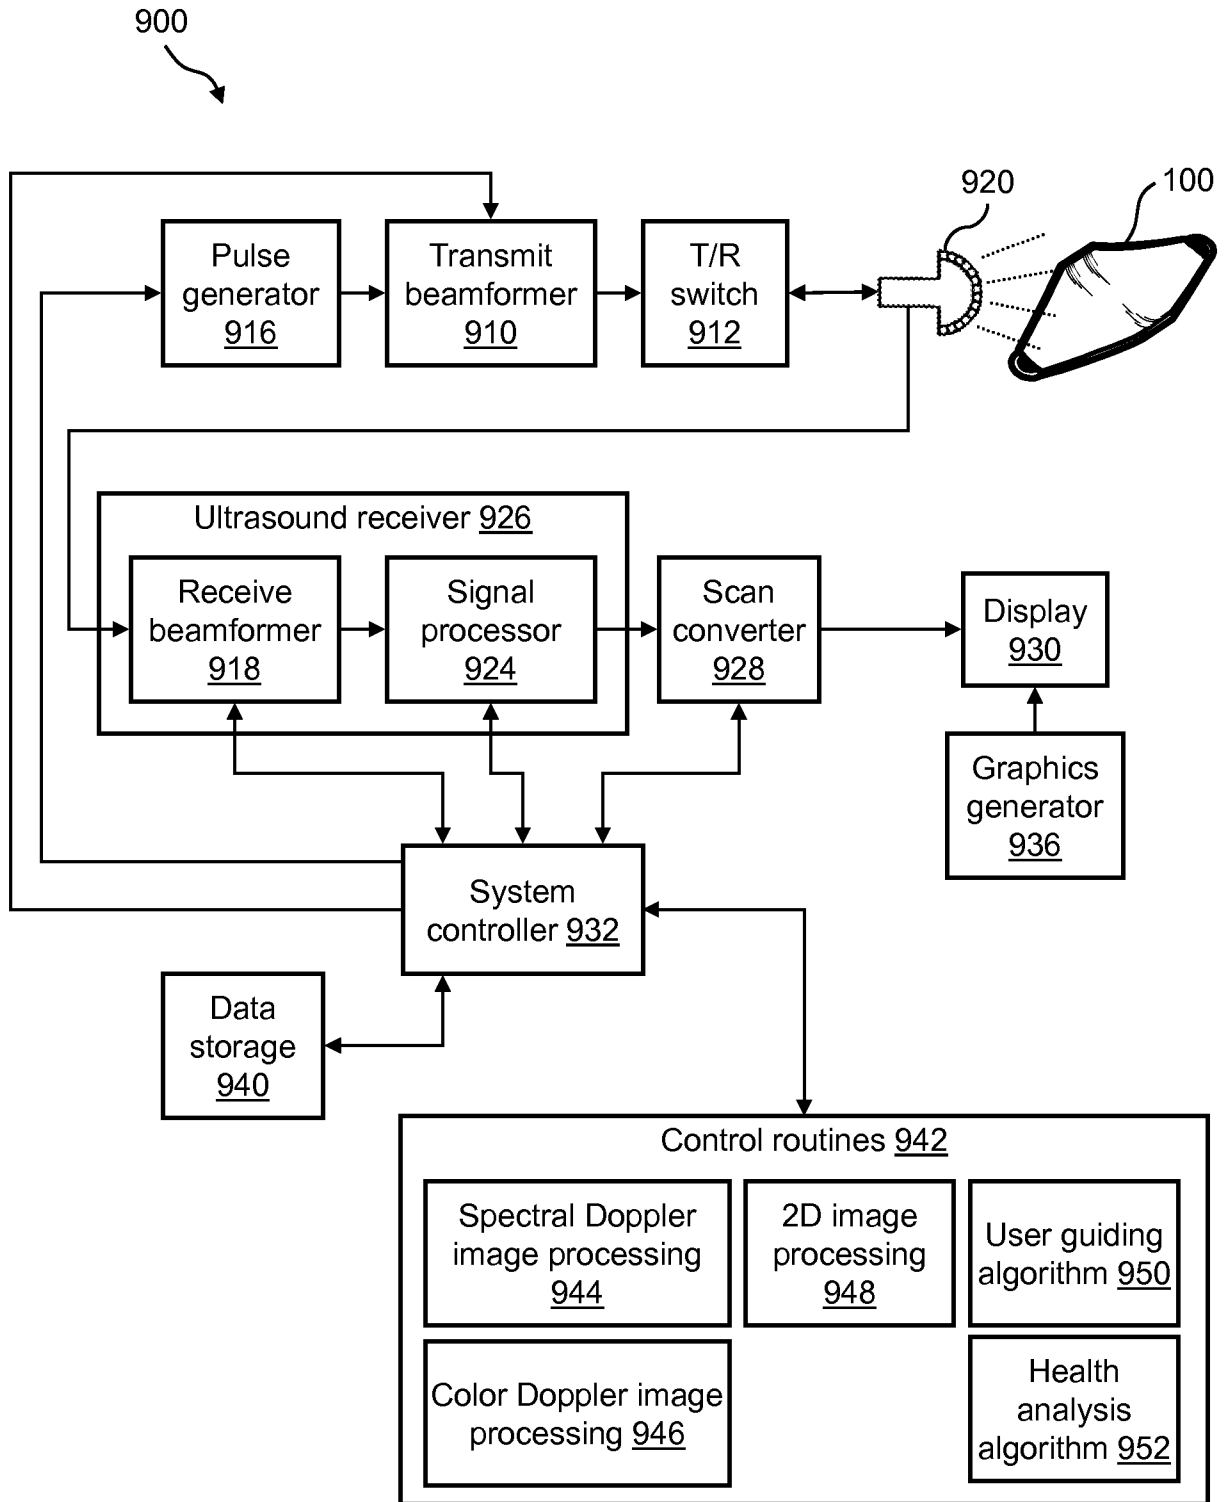 900
920
100
Pulse
generator
916
Transmit
beamformer
910
T/R
switch
912
Ultrasound receiver 926
Receive
beamformer
918
Signal
processor
924
Scan
converter
928
Display
930
Graphics
generator
936
System
controller 932
Data
storage
940
Control routines 942
Spectral Doppler
image processing
944
2D image
processing
948
User guiding
algorithm 950
Color Doppler image
processing 946
Health
analysis
algorithm 952